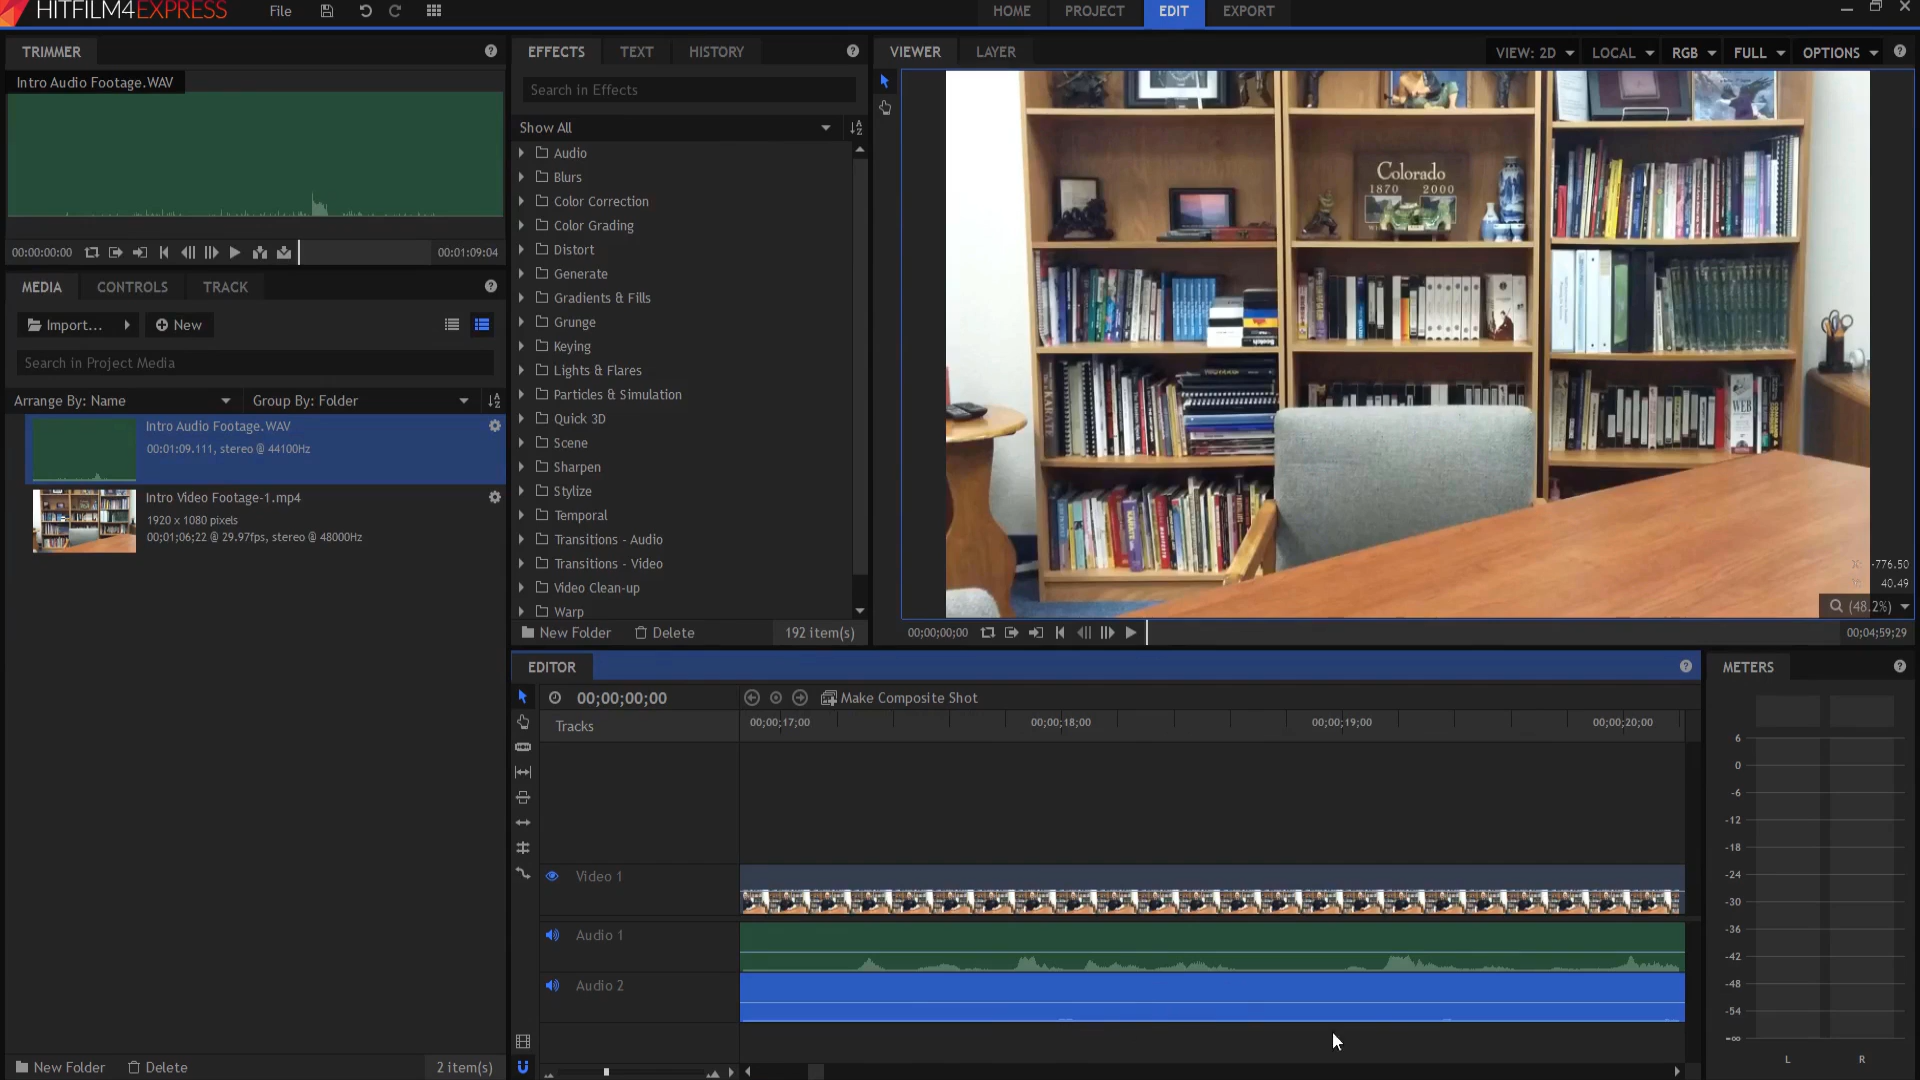 HITFILM4EXPRESS
File
HOME
PROJECT
EDIT
EXPORT
TRIMMER
Intro Audio Footage.WAV
00:00:00:00
00:01:09:04
MEDIA
CONTROLS
TRACK
Import...
New
Search in Project Media
Arrange By: Name
Group By: Folder
Intro Audio Footage.WAV
00:01:09.111, stereo @ 44100Hz
Intro Video Footage-1.mp4
1920 x 1080 pixels
00;01;06;22 @ 29.97fps, stereo @ 48000Hz
New Folder
Delete
2 item(s)
EFFECTS
TEXT
HISTORY
Search in Effects
Show All
Audio
Blurs
Color Correction
Color Grading
Distort
Generate
Gradients & Fills
Grunge
Keying
Lights & Flares
Particles & Simulation
Quick 3D
Scene
Sharpen
Stylize
Temporal
Transitions - Audio
Transitions - Video
Video Clean-up
Warp
New Folder
Delete
192 item(s)
VIEWER
LAYER
VIEW: 2D
LOCAL
RGB
FULL
OPTIONS
Colorado
1870 2000
WEB
X: -776.50
Y: 40.49
(48.2%)
00;00;00;00
00;04;59;29
EDITOR
00;00;00;00
Make Composite Shot
Tracks
00;00;17;00
00;00;18;00
00;00;19;00
00;00;20;00
Video 1
Audio 1
Audio 2
METERS
6
0
-6
-12
-18
-24
-30
-36
-42
-48
-54
-∞
L
R